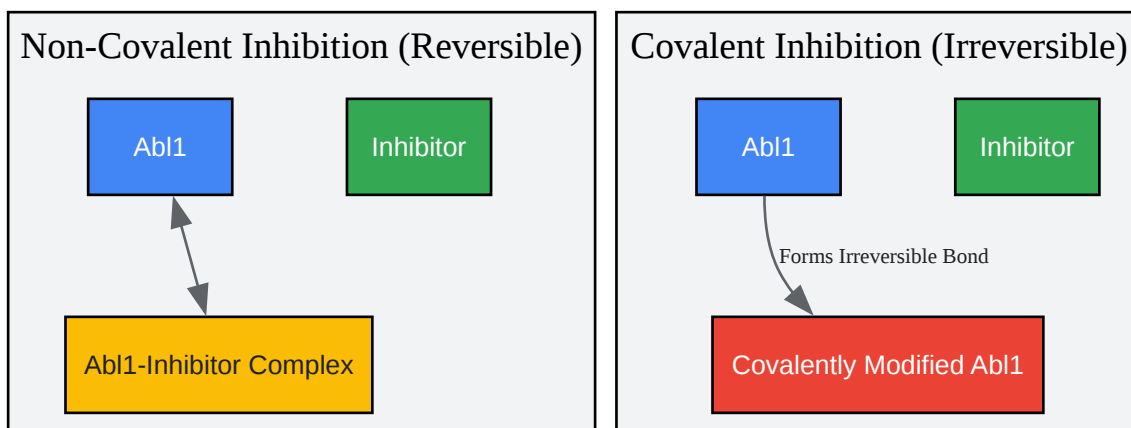 Non-Covalent Inhibition (Reversible)
Abl1
Inhibitor
Abl1-Inhibitor Complex
Covalent Inhibition (Irreversible)
Abl1
Inhibitor
Forms Irreversible Bond
Covalently Modified Abl1